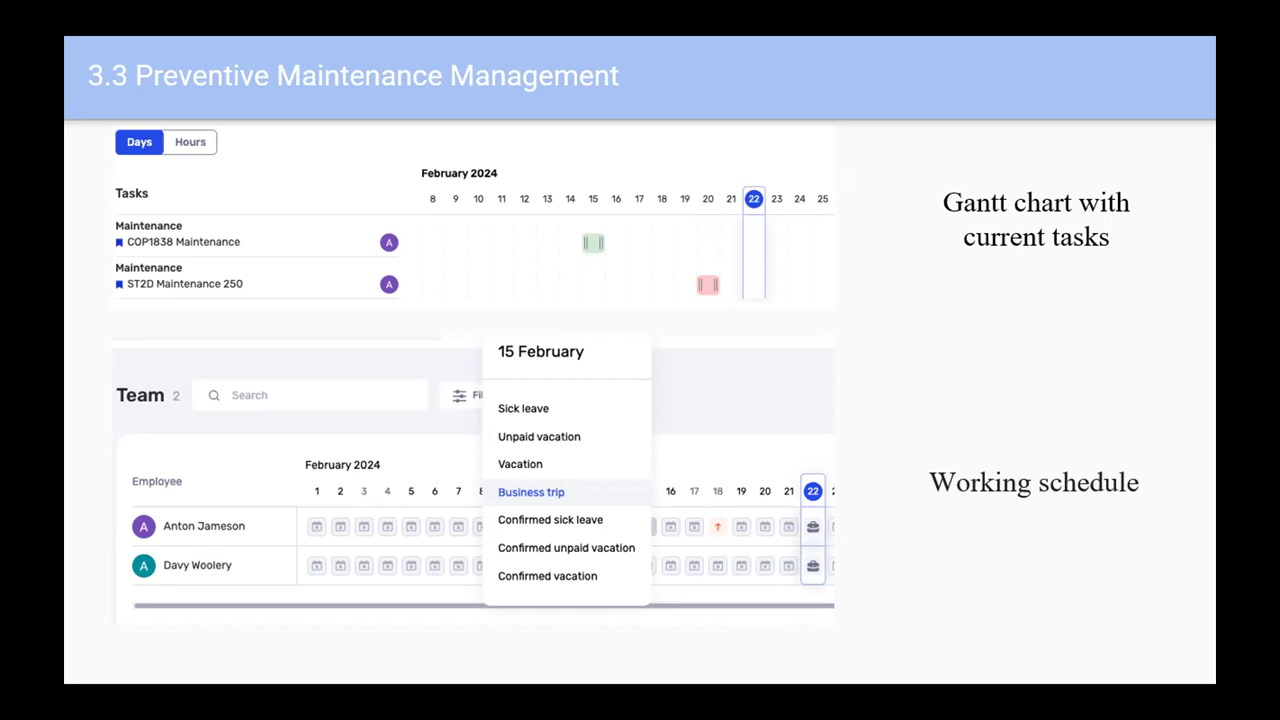 3.3 Preventive Maintenance Management
Days Hours
February 2024
Tasks
8 9 10 11 12 13 14 15 16 17 18 19 20 21 22 23 24 25
Maintenance
COP1838 Maintenance A
Maintenance
ST2D Maintenance 250 A
Gantt chart with
current tasks
15 February
Team 2 Search
Sick leave
Unpaid vacation
Vacation
Business trip
Confirmed sick leave
Confirmed unpaid vacation
Confirmed vacation
February 2024
Employee
1 2 3 4 5 6 7 16 17 18 19 20 21 22
A Anton Jameson
A Davy Woolery
Working schedule